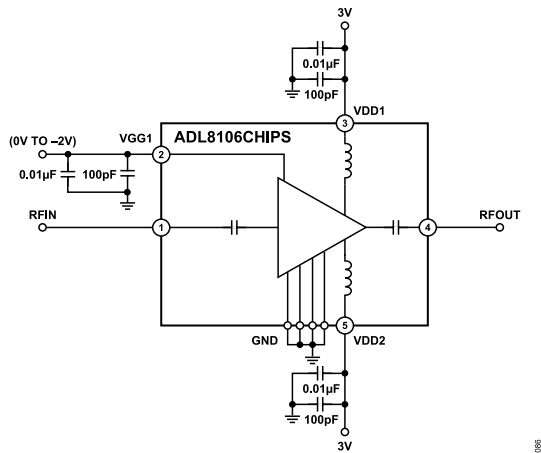 3V
0.01µF
100pF
VDD1
3
(0V TO –2V)
VGG1
ADL8106CHIPS
2
0.01µF
100pF
RFIN
1
4
RFOUT
GND
5
VDD2
0.01µF
100pF
3V
086